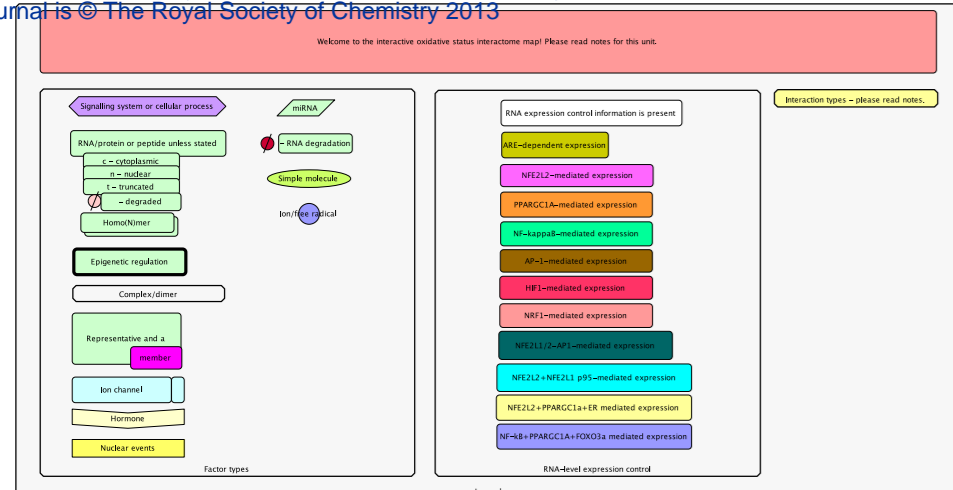 urnal is © The Royal Society of Chemistry 2013
Welcome to the interactive oxidative status interactome map! Please read notes for this unit.
Signalling system or cellular process
miRNA
RNA/protein or peptide unless stated
– RNA degradation
c – cytoplasmic
n – nuclear
t – truncated
– degraded
Homo(N)mer
Simple molecule
Ion/free radical
Epigenetic regulation
Complex/dimer
Representative and a
member
Ion channel
Hormone
Nuclear events
Factor types
RNA expression control information is present
ARE–dependent expression
NFE2L2–mediated expression
PPARGC1A–mediated expression
NF–kappaB–mediated expression
AP–1–mediated expression
HIF1–mediated expression
NRF1–mediated expression
NFE2L1/2–AP1–mediated expression
NFE2L2+NFE2L1 p95–mediated expression
NFE2L2+PPARGC1a+ER mediated expression
NF–kB+PPARGC1A+FOXO3a mediated expression
RNA–level expression control
Interaction types – please read notes.